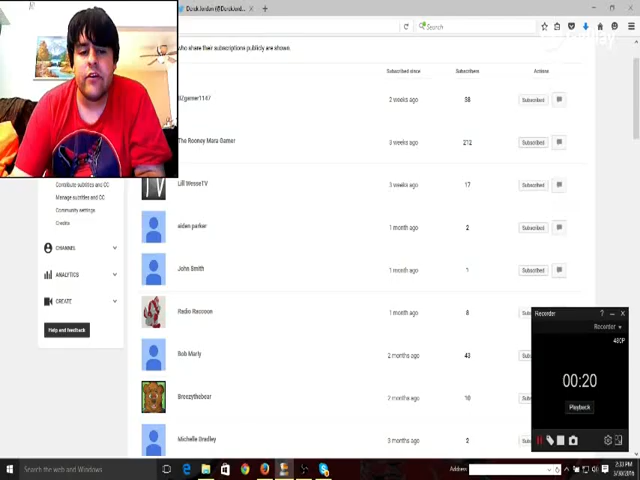 Derek Jordan (@DerekJord...
Search
who share their subscriptions publicly are shown.
Subscribed since
Subscribers
Actions
2 weeks ago
58
Subscribed
The Rooney Mara Gamer
3 weeks ago
212
Subscribed
Lill WesseTV
3 weeks ago
17
Subscribed
Contribute subtitles and CC
Manage subtitles and CC
Community settings
Credits
aiden parker
1 month ago
2
Subscribed
CHANNEL
ANALYTICS
CREATE
Help and feedback
John Smith
1 month ago
1
Subscribed
Radio Raccoon
1 month ago
8
Bob Marly
2 months ago
43
Breezythebear
2 months ago
10
Michelle Bradley
3 months ago
2
Recorder
Recorder
480P
00:20
Playback
Search the web and Windows
Address
2:33 PM